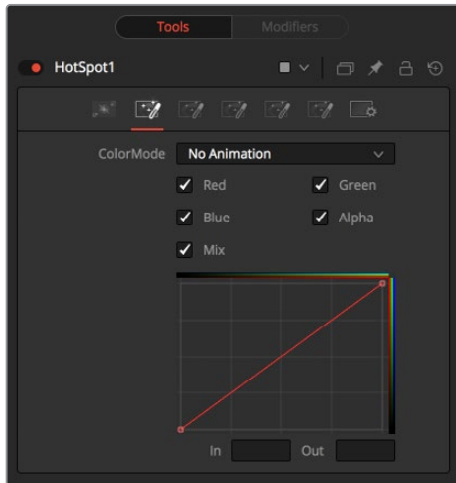 Tools Modifiers
HotSpot1
ColorMode No Animation
Red Green
Blue Alpha
Mix
In Out